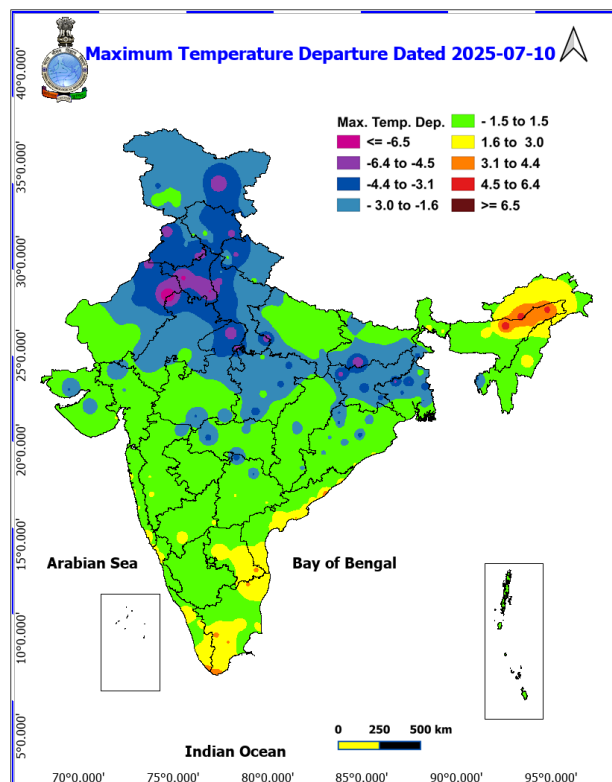 Maximum Temperature Departure Dated 2025-07-10
Max. Temp. Dep.
<= -6.5
-6.4 to -4.5
-4.4 to -3.1
- 3.0 to -1.6
- 1.5 to 1.5
1.6 to 3.0
3.1 to 4.4
4.5 to 6.4
>= 6.5
40°0.000'
35°0.000'
30°0.000'
25°0.000'
20°0.000'
15°0.000'
10°0.000'
5°0.000'
Arabian Sea
Bay of Bengal
Indian Ocean
0 250 500 km
70°0.000' 75°0.000' 80°0.000' 85°0.000' 90°0.000' 95°0.000'